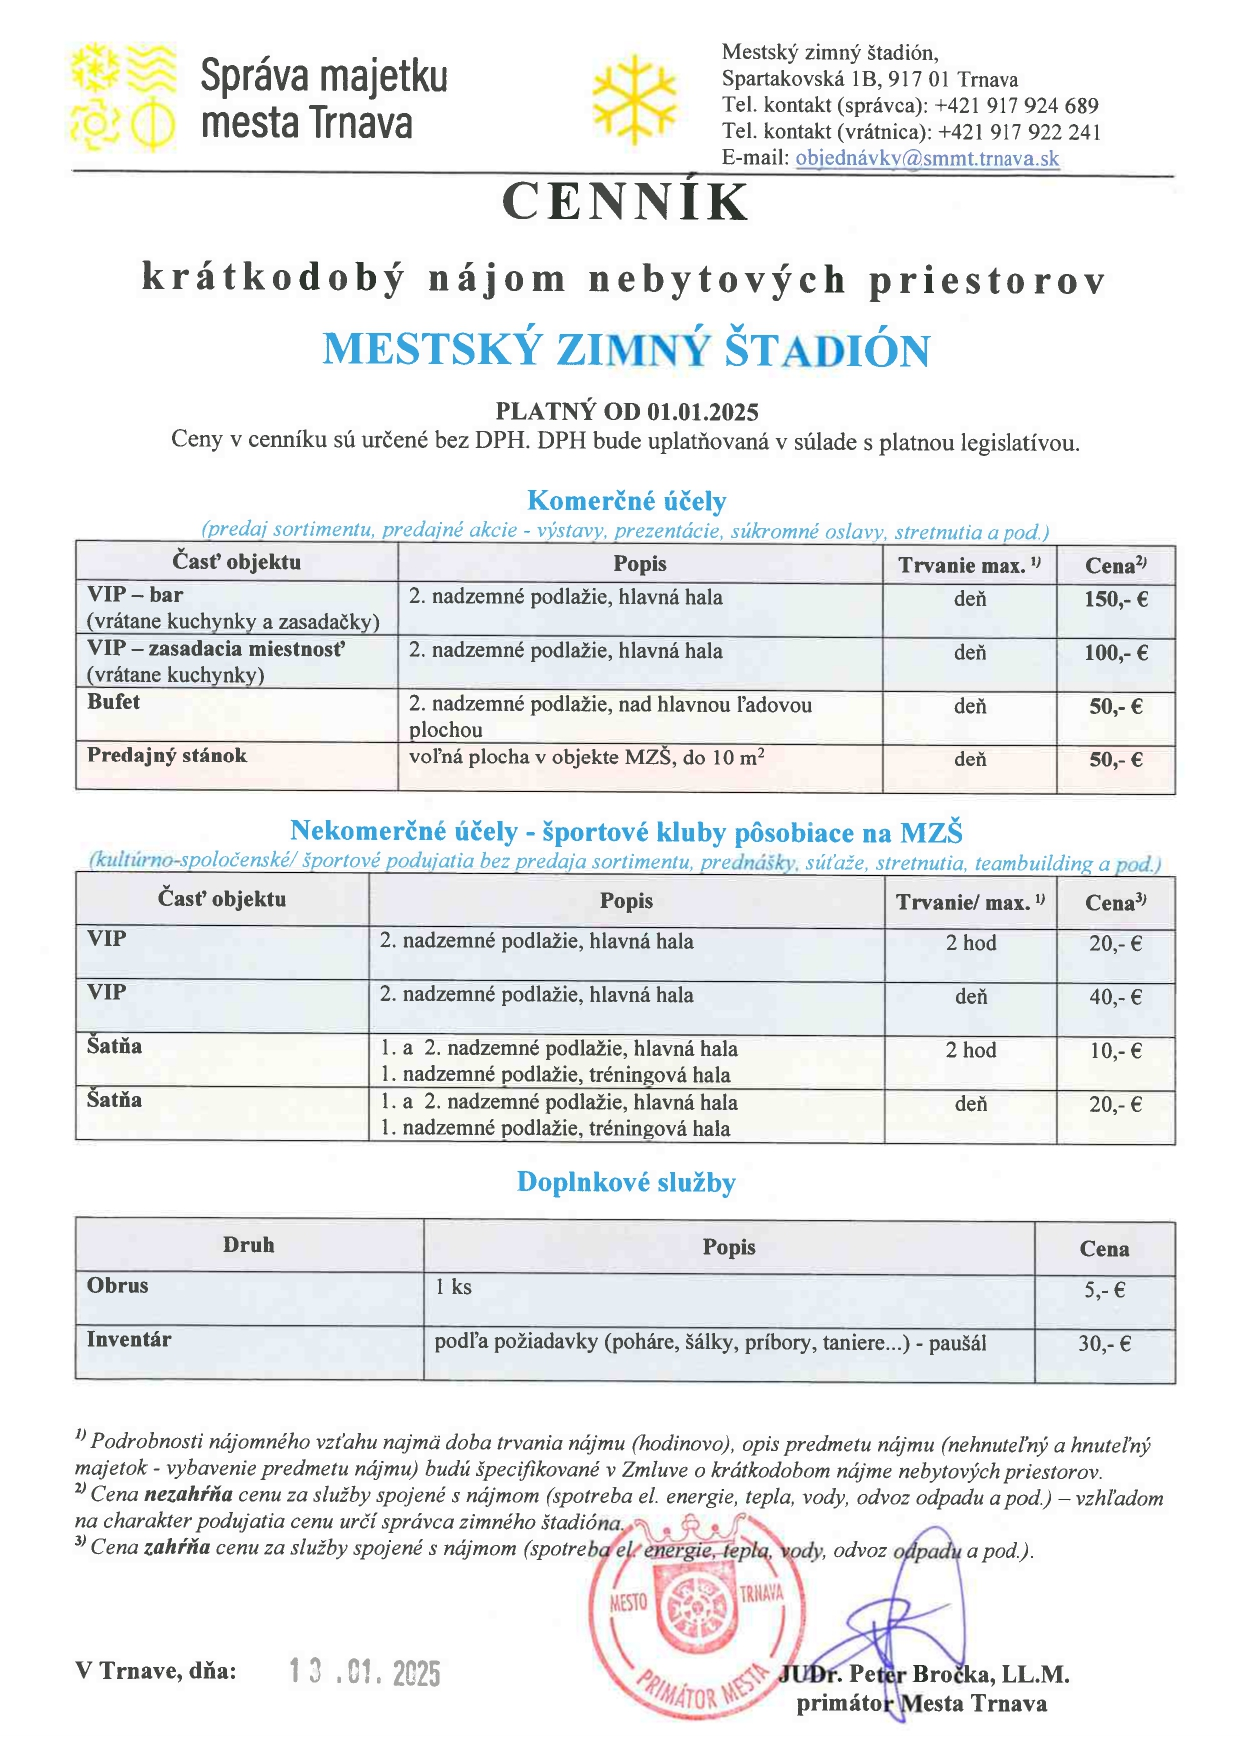 Správa majetku
mesta Trnava
Mestský zimný štadión,
Spartakovská 1B, 917 01 Trnava
Tel. kontakt (správca): +421 917 924 689
Tel. kontakt (vrátnica): +421 917 922 241
E-mail: objednávky@smmt.trnava.sk
CENNÍK
krátkodobý nájom nebytových priestorov
MESTSKÝ ZIMNÝ ŠTADIÓN
PLATNÝ OD 01.01.2025
Ceny v cenníku sú určené bez DPH. DPH bude uplatňovaná v súlade s platnou legislatívou.
Komerčné účely
(predaj sortimentu, predajné akcie - výstavy, prezentácie, súkromné oslavy, stretnutia a pod.)
Časť objektu Popis Trvanie max. 1) Cena2)
VIP – bar 2. nadzemné podlažie, hlavná hala deň 150,- €
(vrátane kuchynky a zasadačky)
VIP – zasadacia miestnosť 2. nadzemné podlažie, hlavná hala deň 100,- €
(vrátane kuchynky)
Bufet 2. nadzemné podlažie, nad hlavnou ľadovou deň 50,- €
plochou
Predajný stánok voľná plocha v objekte MZŠ, do 10 m2 deň 50,- €
Nekomerčné účely - športové kluby pôsobiace na MZŠ
(kultúrno-spoločenské/ športové podujatia bez predaja sortimentu, prednášky, súťaže, stretnutia, teambuilding a pod.)
Časť objektu Popis Trvanie/ max. 1) Cena3)
VIP 2. nadzemné podlažie, hlavná hala 2 hod 20,- €
VIP 2. nadzemné podlažie, hlavná hala deň 40,- €
Šatňa 1. a 2. nadzemné podlažie, hlavná hala 2 hod 10,- €
1. nadzemné podlažie, tréningová hala
Šatňa 1. a 2. nadzemné podlažie, hlavná hala deň 20,- €
1. nadzemné podlažie, tréningová hala
Doplnkové služby
Druh Popis Cena
Obrus 1 ks 5,- €
Inventár podľa požiadavky (poháre, šálky, príbory, taniere...) - paušál 30,- €
1) Podrobnosti nájomného vzťahu najmä doba trvania nájmu (hodinovo), opis predmetu nájmu (nehnuteľný a hnuteľný
majetok - vybavenie predmetu nájmu) budú špecifikované v Zmluve o krátkodobom nájme nebytových priestorov.
2) Cena nezahŕňa cenu za služby spojené s nájmom (spotreba el. energie, tepla, vody, odvoz odpadu a pod.) – vzhľadom
na charakter podujatia cenu určí správca zimného štadióna.
3) Cena zahŕňa cenu za služby spojené s nájmom (spotreba el. energie, tepla, vody, odvoz odpadu a pod.).
MESTO TRNAVA
PRIMÁTOR MESTA
V Trnave, dňa: 13.01.2025
JUDr. Peter Bročka, LL.M.
primátor Mesta Trnava